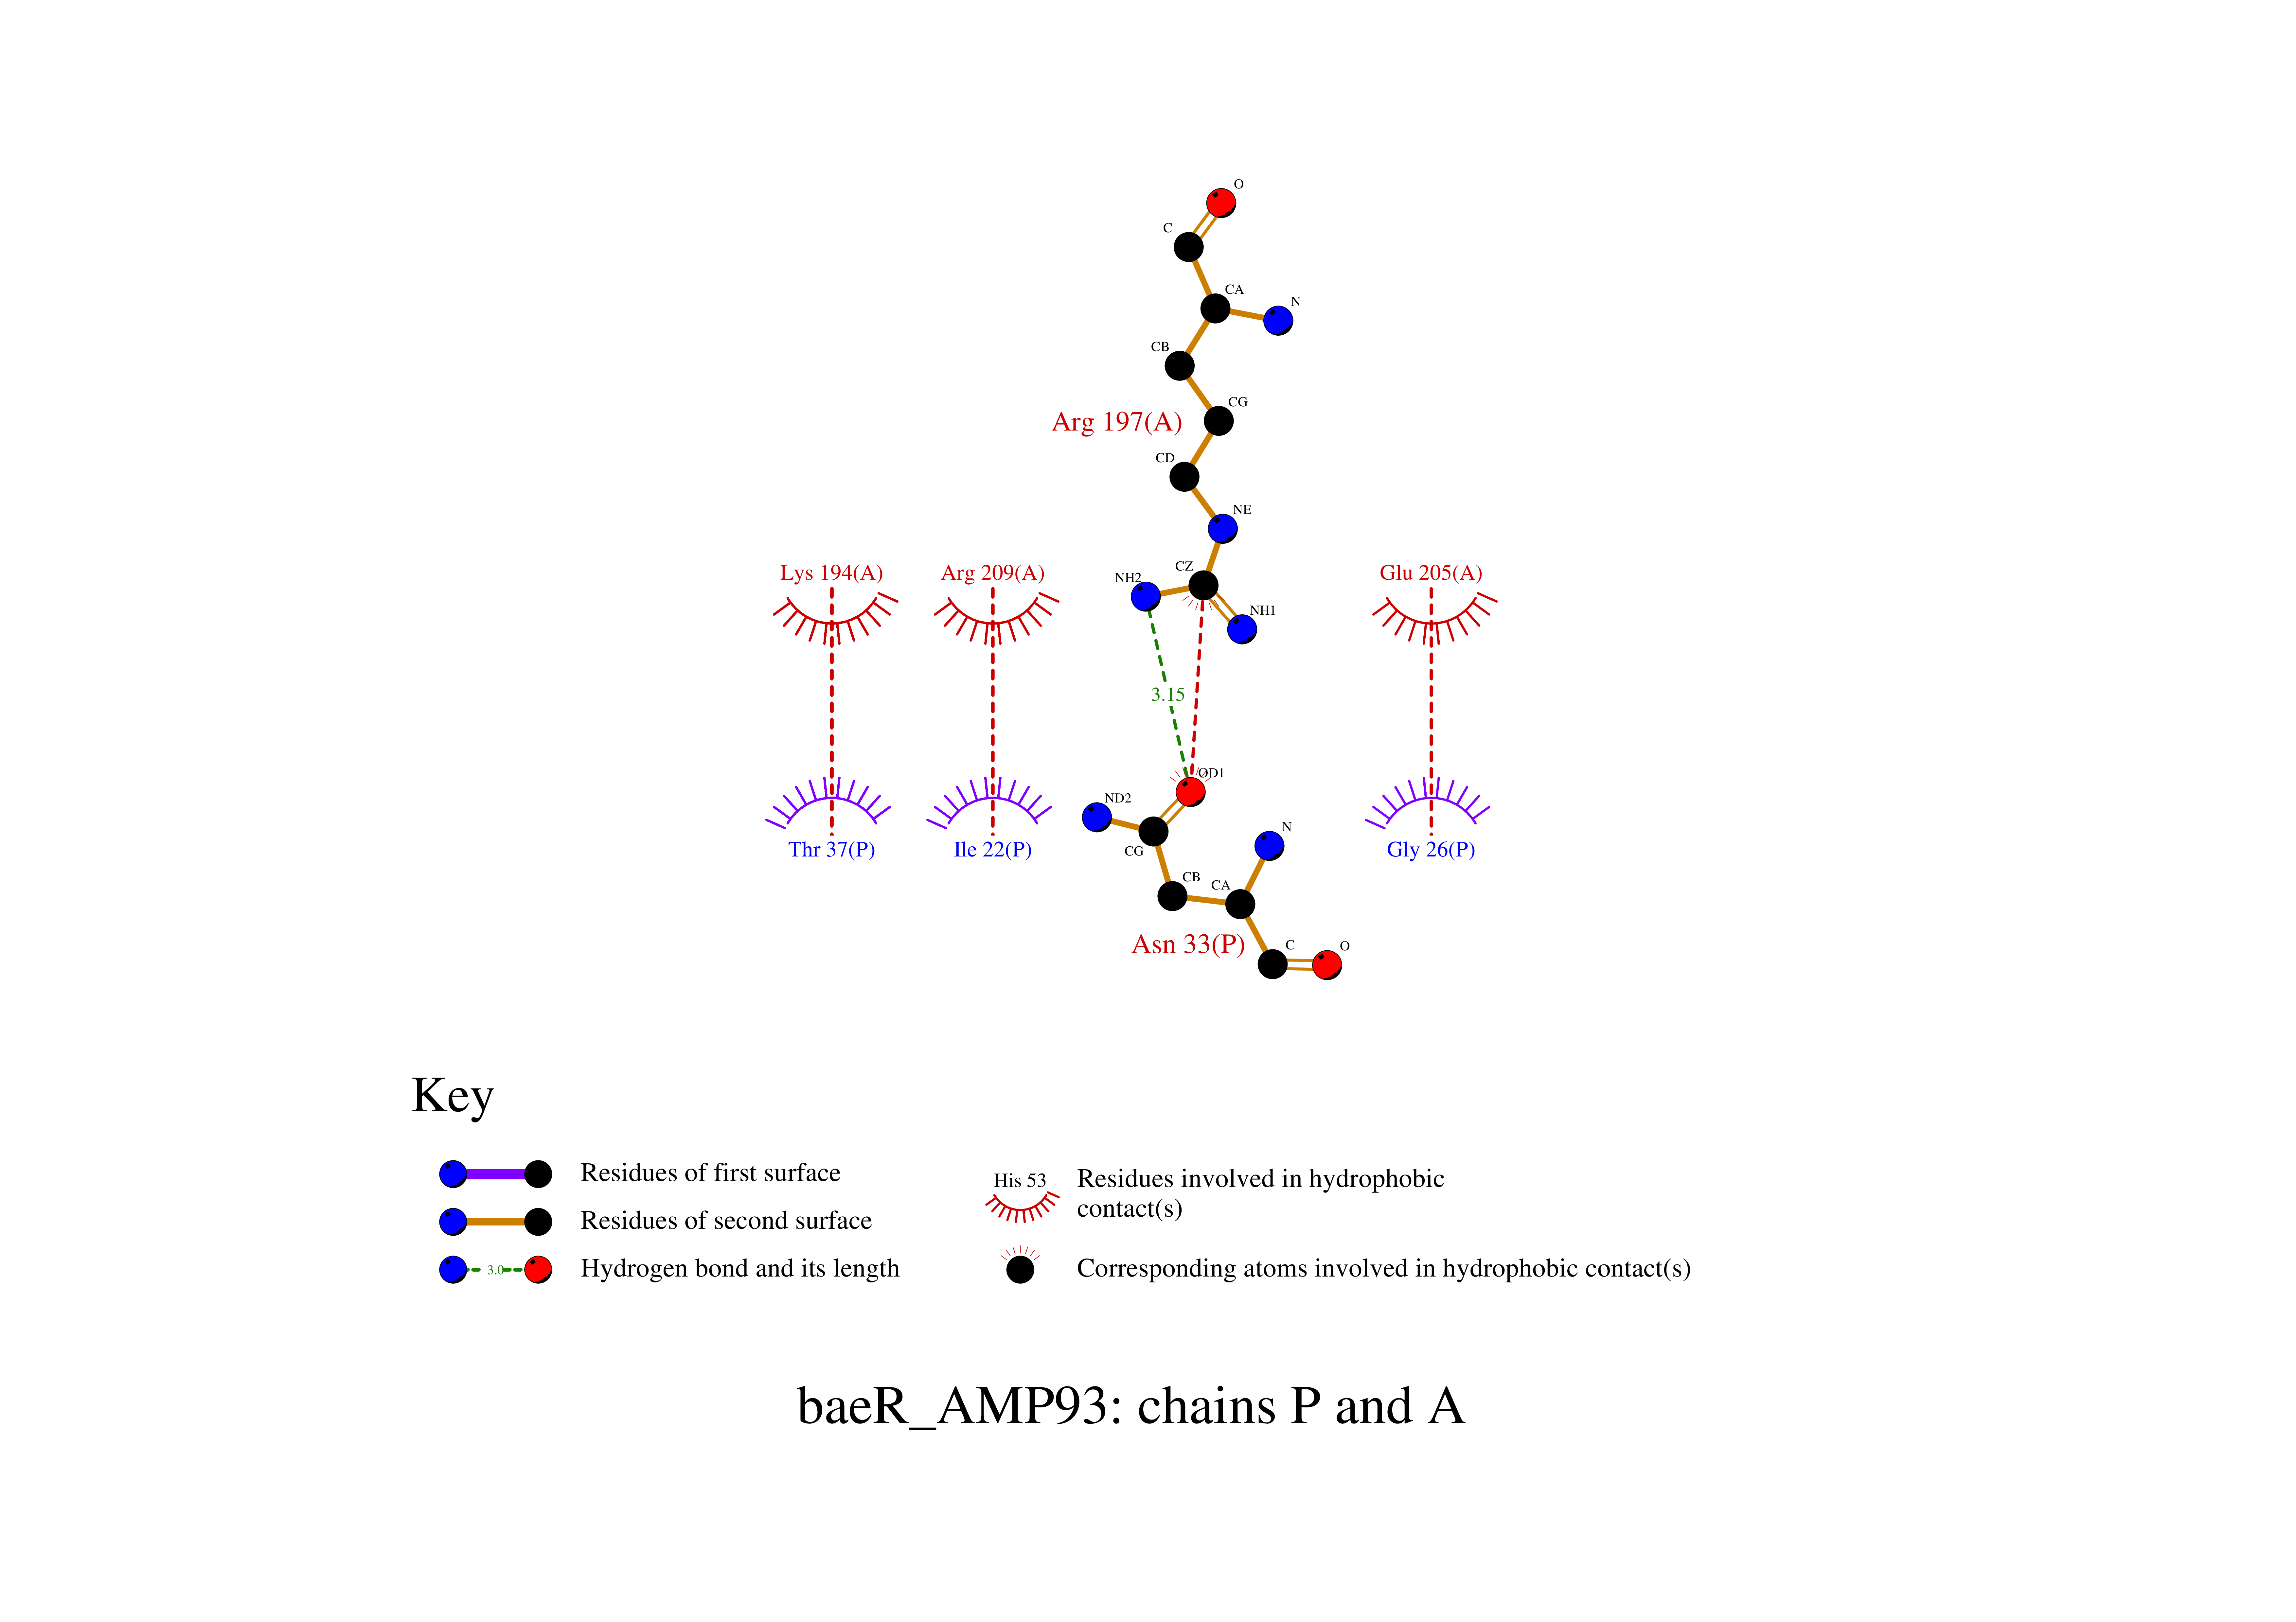 O
C
CA
N
CB
CG
Arg 197(A)
CD
NE
Lys 194(A)
Arg 209(A)
CZ
Glu 205(A)
NH2
NH1
3.15
OD1
ND2
N
CG
Thr 37(P)
Ile 22(P)
Gly 26(P)
CB
CA
Asn 33(P)
C
O
Key
Residues of first surface
Residues of second surface
3.0
Hydrogen bond and its length
His 53
Residues involved in hydrophobic
contact(s)
Corresponding atoms involved in hydrophobic contact(s)
baeR_AMP93: chains P and A